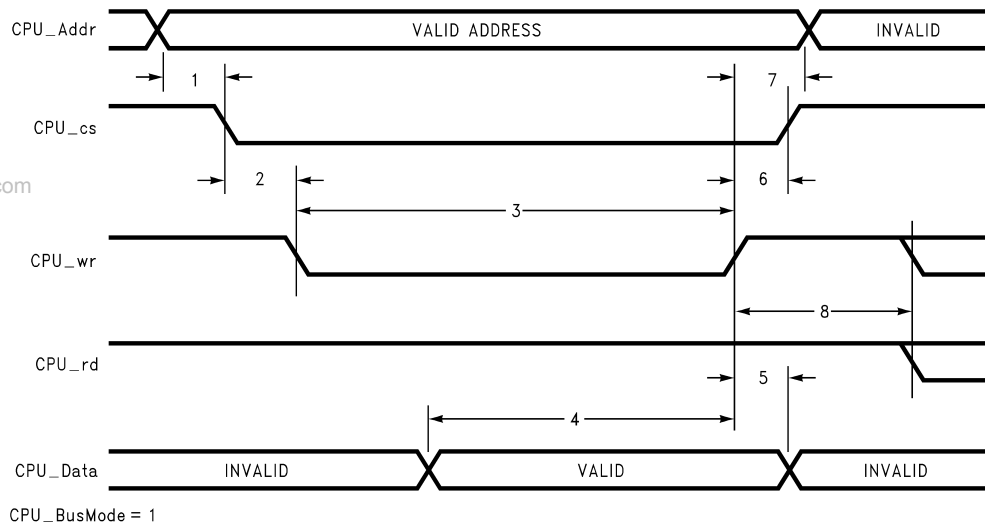 CPU_Addr
VALID ADDRESS
INVALID
1
7
CPU_cs
com
2
6
3
CPU_wr
8
CPU_rd
5
4
CPU_Data
INVALID
VALID
INVALID
CPU_BusMode = 1